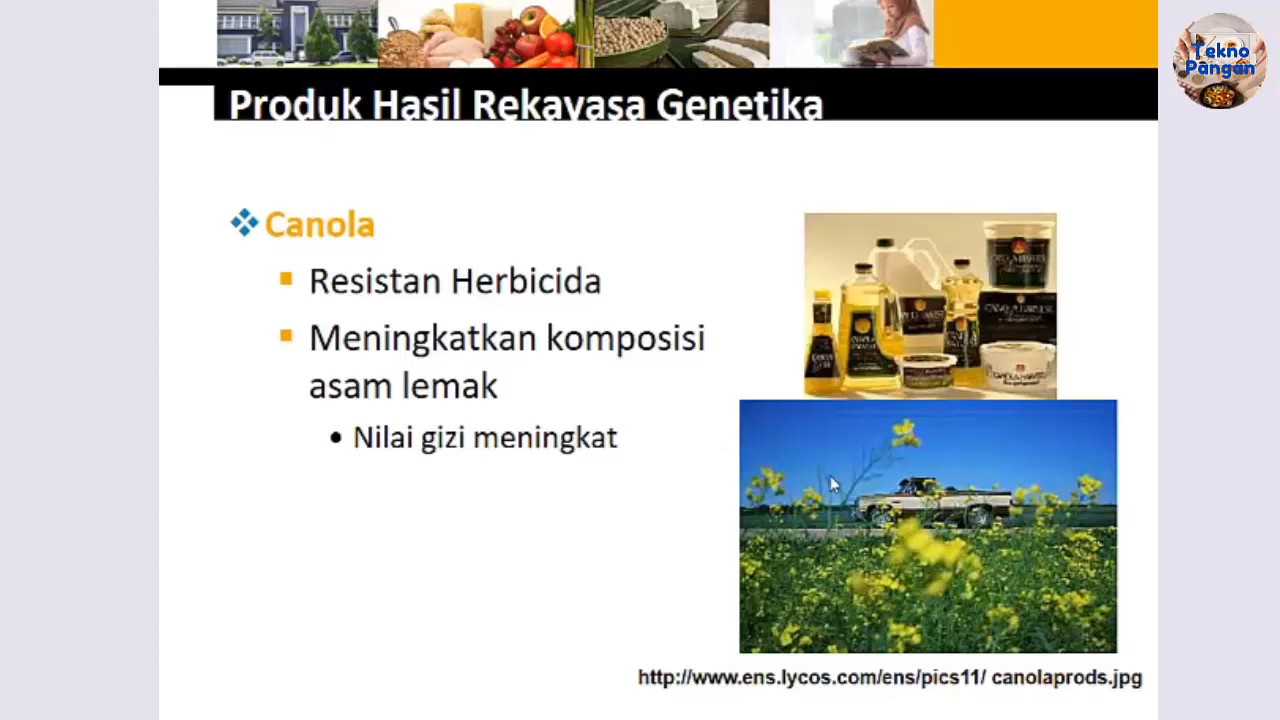 Tekno
Pangan
Produk Hasil Rekayasa Genetika
Canola
Resistan Herbicida
Meningkatkan komposisi
asam lemak
Nilai gizi meningkat
http://www.ens.lycos.com/ens/pics11/ canolaprods.jpg